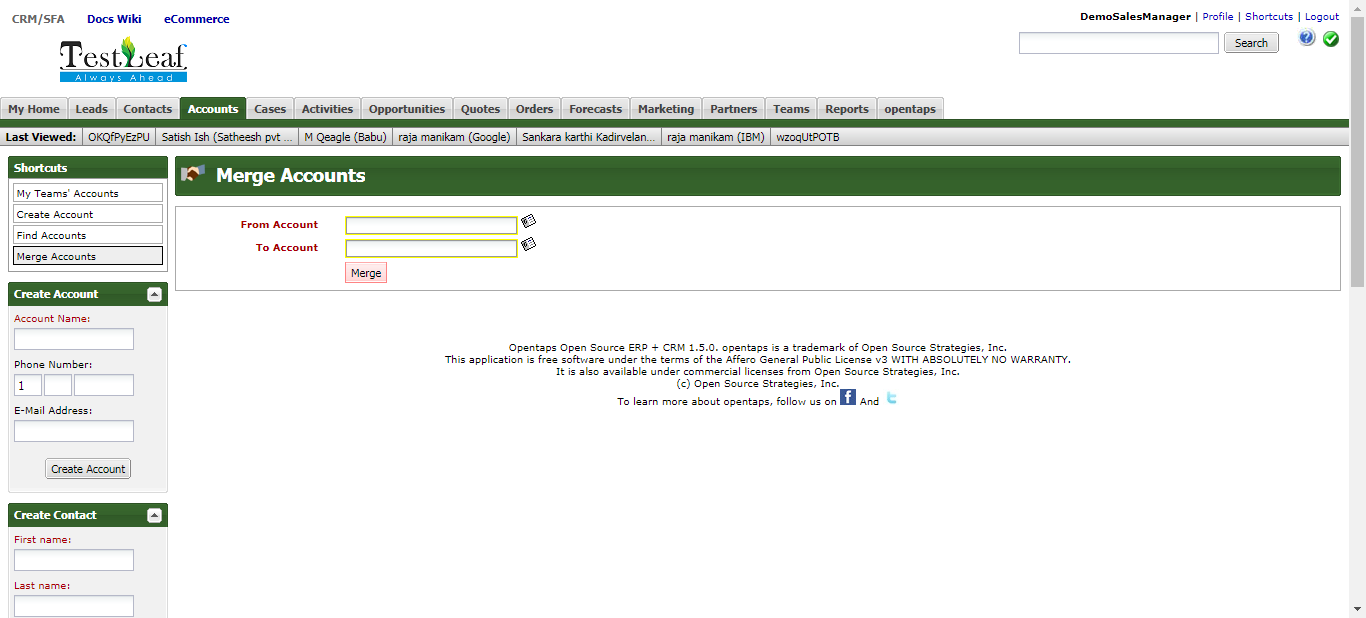 CRM/SFA Docs Wiki eCommerce
DemoSalesManager | Profile | Shortcuts | Logout
Search
TestLeaf
Always Ahead
My Home Leads Contacts Accounts Cases Activities Opportunities Quotes Orders Forecasts Marketing Partners Teams Reports opentaps
Last Viewed: OKQfPyEzPU Satish Ish (Satheesh pvt ... M Qeagle (Babu) raja manikam (Google) Sankara karthi Kadirvelan... raja manikam (IBM) wzoqUtPOTB
Shortcuts
My Teams' Accounts
Create Account
Find Accounts
Merge Accounts
Merge Accounts
From Account
To Account
Merge
Create Account
Account Name:
Phone Number:
1
E-Mail Address:
Create Account
Create Contact
First name:
Last name:
Opentaps Open Source ERP + CRM 1.5.0. opentaps is a trademark of Open Source Strategies, Inc.
This application is free software under the terms of the Affero General Public License v3 WITH ABSOLUTELY NO WARRANTY.
It is also available under commercial licenses from Open Source Strategies, Inc.
(c) Open Source Strategies, Inc.
To learn more about opentaps, follow us on f And t